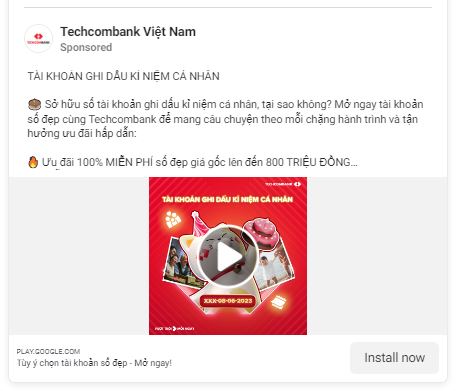 Techcombank Việt Nam
Sponsored
TECHCOMBANK
TÀI KHOẢN GHI DẤU KỈ NIỆM CÁ NHÂN
Sở hữu số tài khoản ghi dấu kỉ niệm cá nhân, tại sao không? Mở ngay tài khoản
số đẹp cùng Techcombank để mang câu chuyện theo mỗi chặng hành trình và tận
hưởng ưu đãi hấp dẫn:
Ưu đãi 100% MIỄN PHÍ số đẹp giá gốc lên đến 800 TRIỆU ĐỒNG...
TECHCOMBANK
TÀI KHOẢN GHI DẤU KỈ NIỆM CÁ NHÂN
XXX-08-06-2023
VƯỢT TRỘI MỖI NGÀY
PLAY.GOOGLE.COM
Tùy ý chọn tài khoản số đẹp - Mở ngay!
Install now